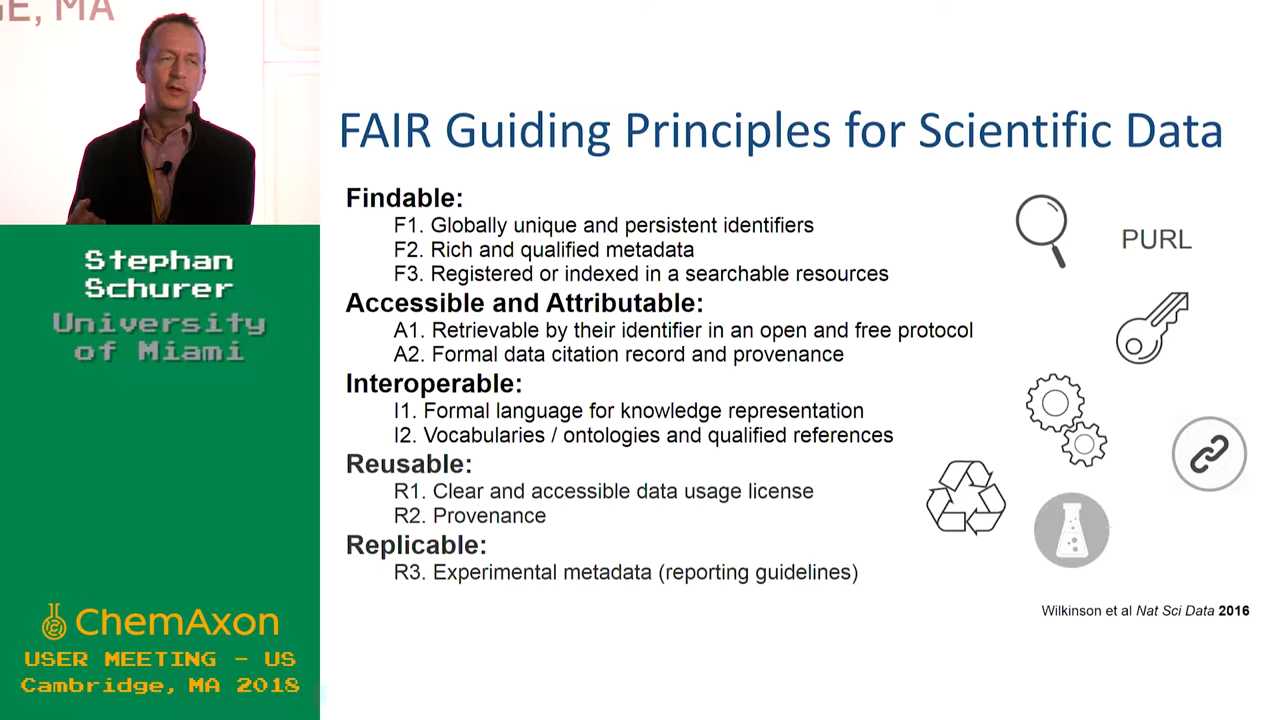 GE, MA
FAIR Guiding Principles for Scientific Data
Findable:
F1. Globally unique and persistent identifiers
F2. Rich and qualified metadata
F3. Registered or indexed in a searchable resources
Accessible and Attributable:
A1. Retrievable by their identifier in an open and free protocol
A2. Formal data citation record and provenance
Interoperable:
I1. Formal language for knowledge representation
I2. Vocabularies / ontologies and qualified references
Reusable:
R1. Clear and accessible data usage license
R2. Provenance
Replicable:
R3. Experimental metadata (reporting guidelines)
PURL
Wilkinson et al Nat Sci Data 2016
Stephan
Schurer
University
of Miami
ChemAxon
USER MEETING - US
Cambridge, MA 2018